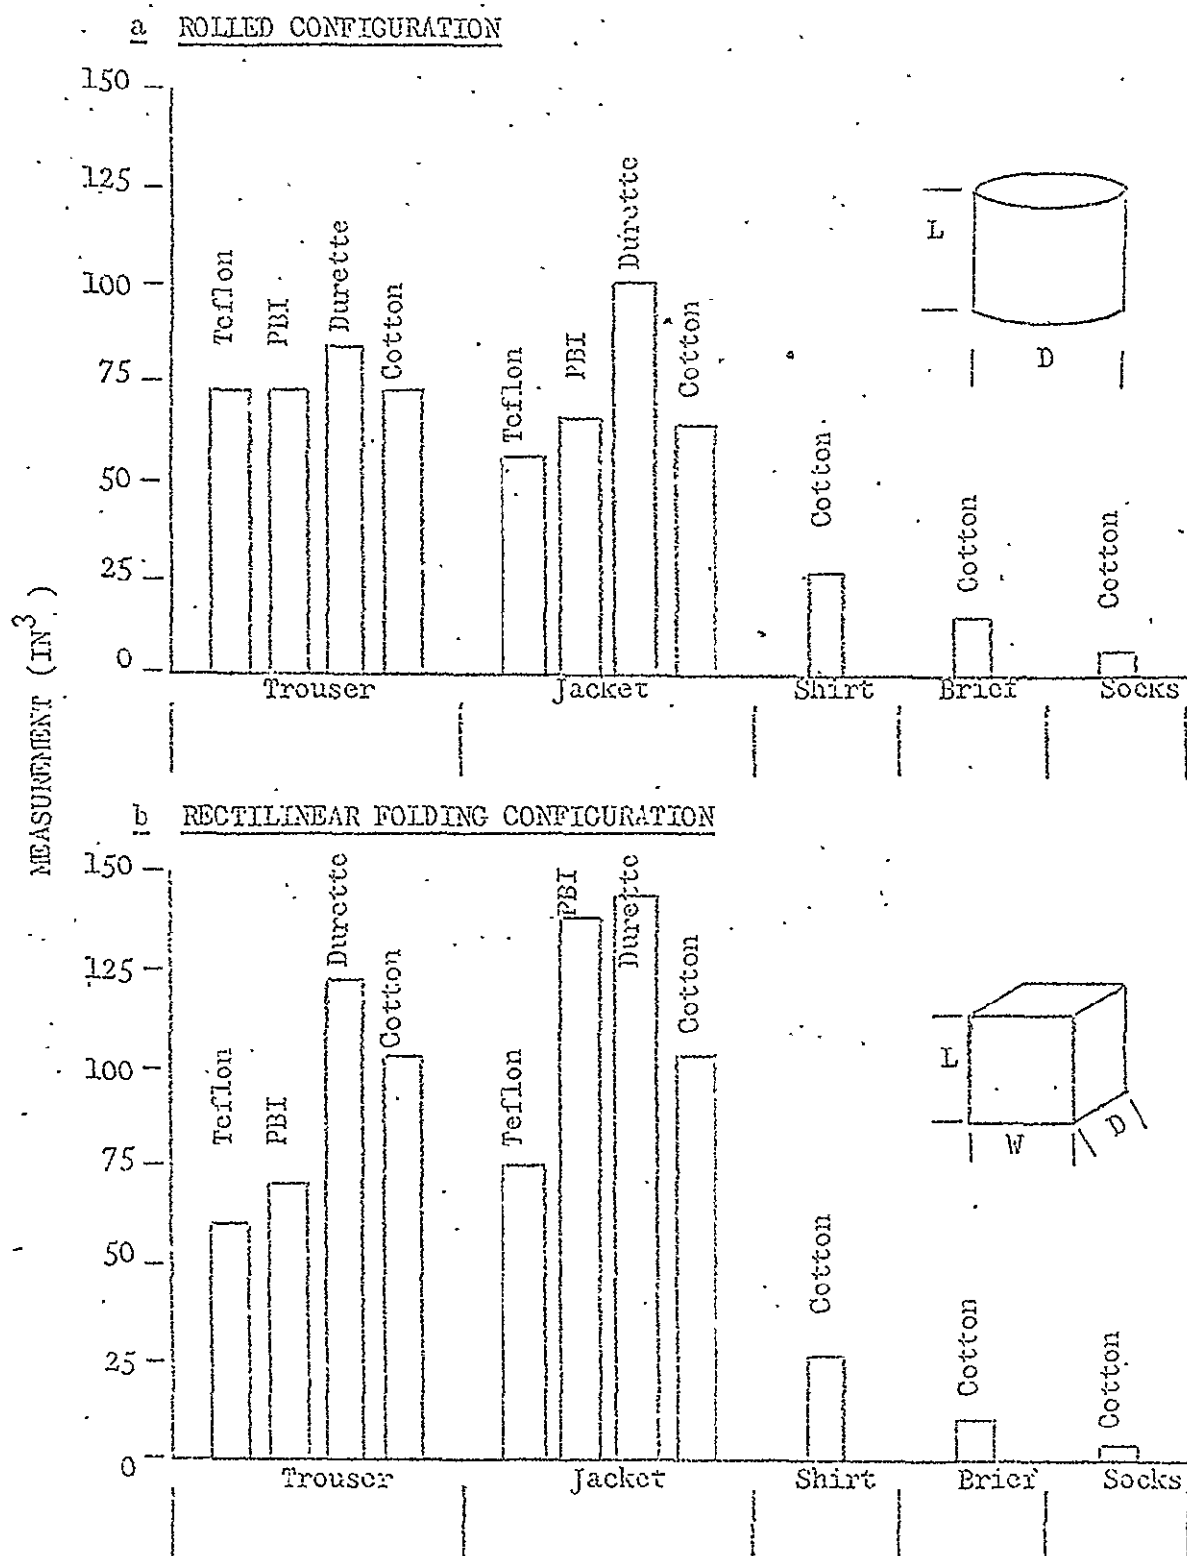 a ROLLED CONFIGURATION
MEASUREMENT (IN3)
150
125
100
75
50
25
0
Teflon
PBI
Durette
Cotton
Teflon
PBI
Durette
Cotton
Cotton
Cotton
Cotton
L
D
Trouser
Jacket
Shirt
Brief
Socks
b RECTILINEAR FOLDING CONFIGURATION
150
125
100
75
50
25
0
Teflon
PBI
Durette
Cotton
Teflon
PBI
Durette
Cotton
Cotton
Cotton
Cotton
L
W
D
Trouser
Jacket
Shirt
Brief
Socks